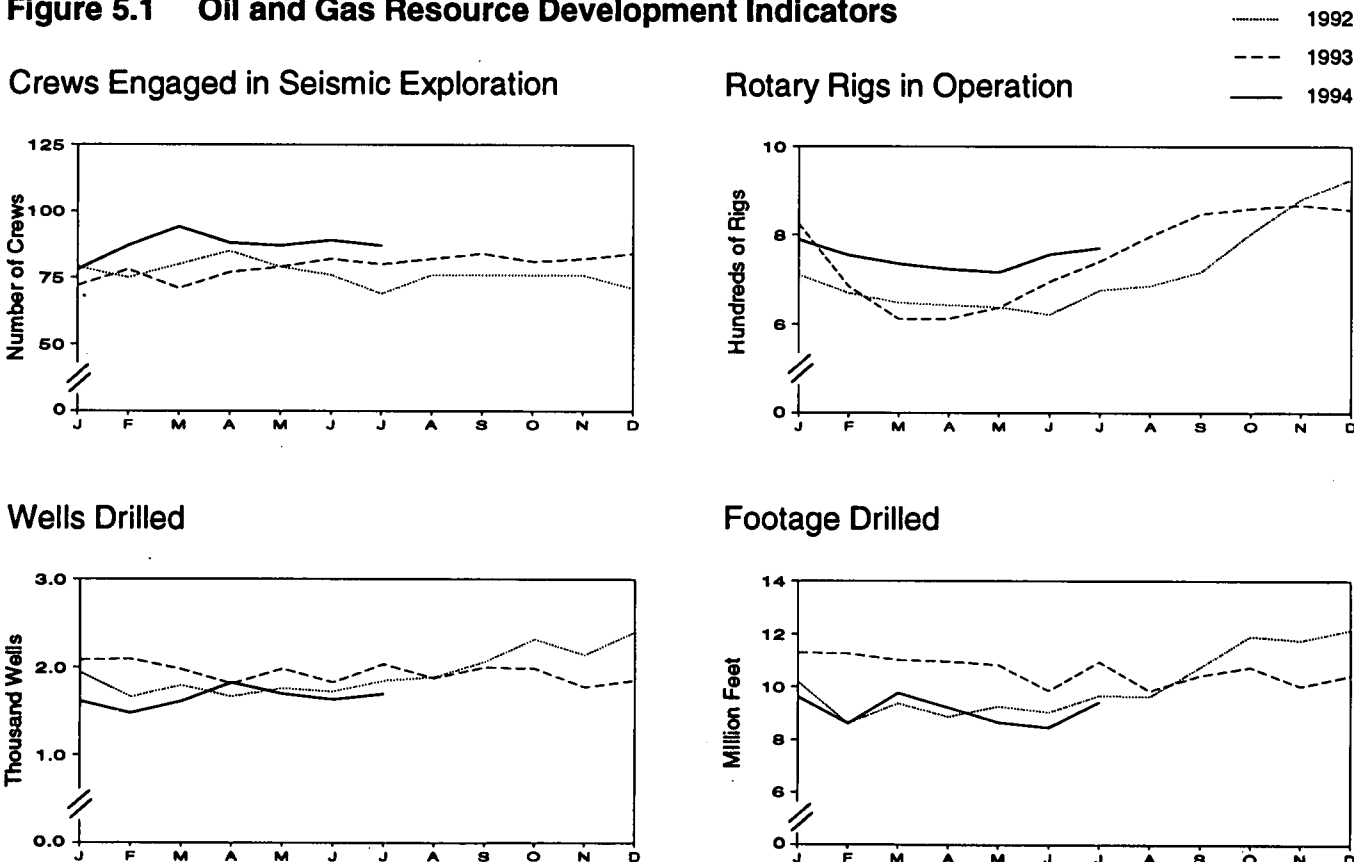 Figure 5.1 Oil and Gas Resource Development Indicators
1992
1993
1994
Crews Engaged in Seismic Exploration
Number of Crews
125
100
75
50
0
J F M A M J J A S O N D
Rotary Rigs in Operation
Hundreds of Rigs
10
8
6
0
J F M A M J J A S O N D
Wells Drilled
Thousand Wells
3.0
2.0
1.0
0.0
J F M A M J J A S O N D
Footage Drilled
Million Feet
14
12
10
8
6
0
J F M A M J J A S O N D